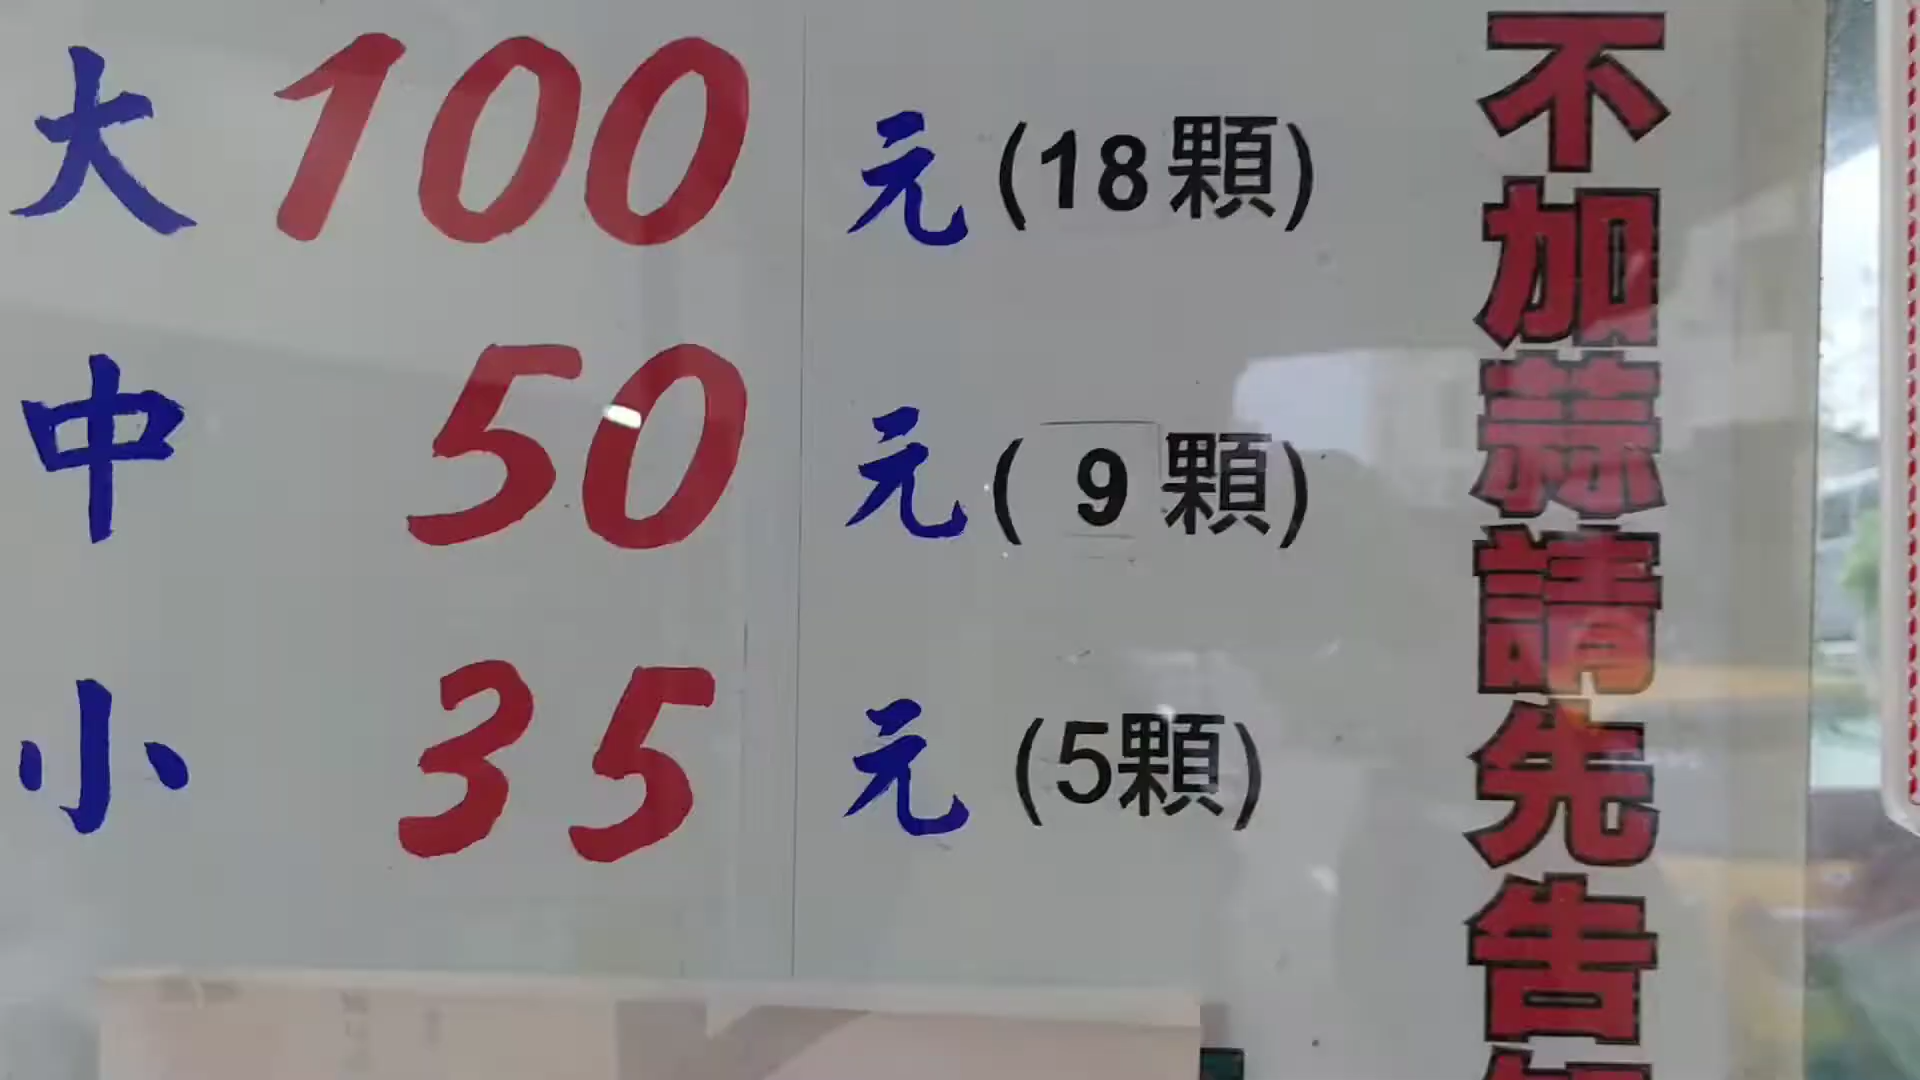 大 100 元 (18顆)
中 50 元 ( 9 顆)
小 35 元 (5顆)
不加蒜請先告